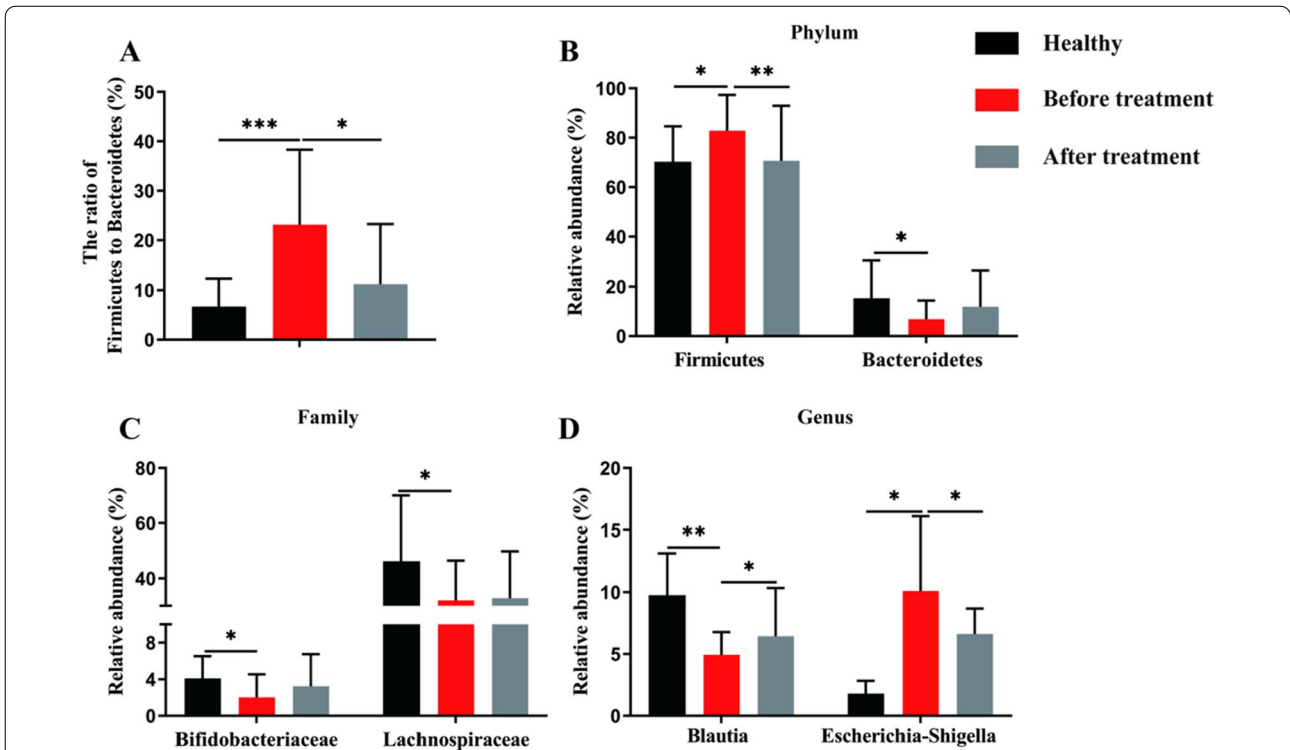 A
The ratio of
Firmicutes to Bacteroidetes (%)
50
40
30
20
10
0
***
*
B
Phylum
Relative abundance (%)
100
80
60
40
20
0
*
**
*
Firmicutes
Bacteroidetes
Healthy
Before treatment
After treatment
C
Family
Relative abundance (%)
80
60
40
8
4
0
*
*
Bifidobacteriaceae
Lachnospiraceae
D
Genus
Relative abundance (%)
20
15
10
5
0
**
*
*
*
Blautia
Escherichia-Shigella